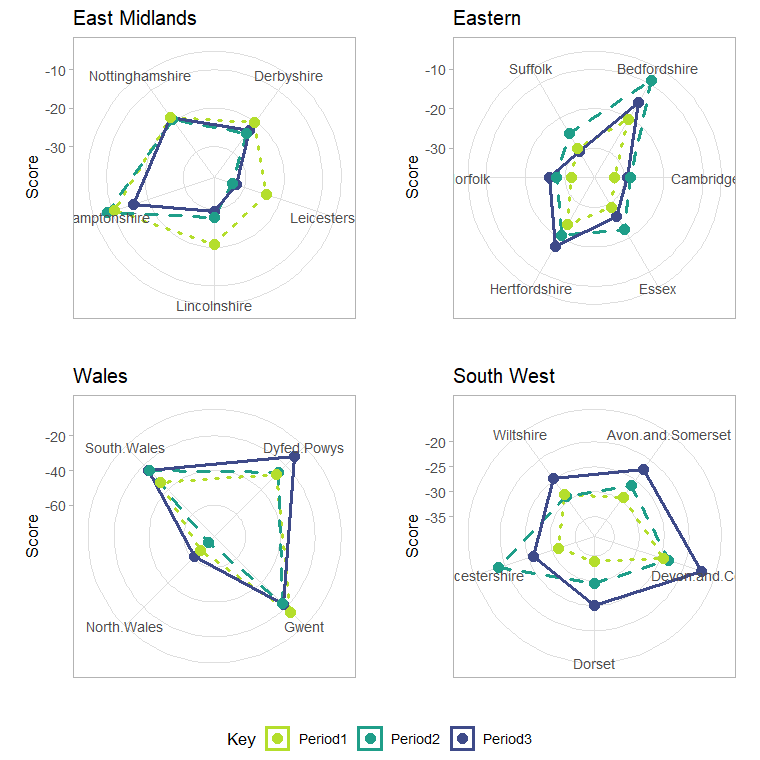 East Midlands
Eastern
-10
-20
-30
Score
Nottinghamshire
Derbyshire
amptonshire
Leicesters
Lincolnshire
-10
-20
-30
Score
Suffolk
Bedfordshire
orfolk
Cambridge
Hertfordshire
Essex
Wales
South West
-20
-40
-60
Score
South.Wales
Dyfed.Powys
North.Wales
Gwent
-20
-25
-30
-35
Score
Wiltshire
Avon.and.Somerset
cestershire
Devon.and.Co
Dorset
Key Period1 Period2 Period3